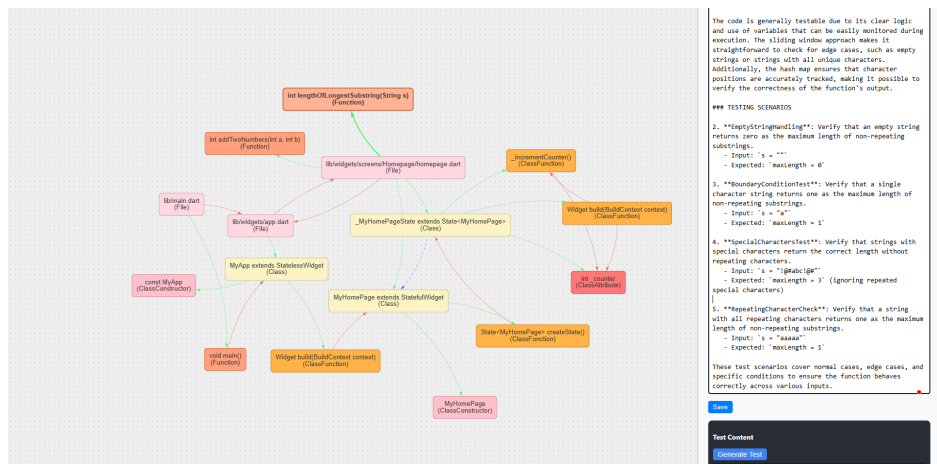 int lengthOfLongestSubstring(String s)
(Function)
int addTwoNumbers(int a, int b)
(Function)
lib/widgets/screens/Homepage/homepage.dart
(File)
_incrementCounter()
(ClassFunction)
lib/main.dart
(File)
lib/widgets/app.dart
(File)
_MyHomePageState extends State<MyHomePage>
(Class)
Widget build(BuildContext context)
(ClassFunction)
MyApp extends StatelessWidget
(Class)
const MyApp
(ClassConstructor)
int _counter
(ClassAttribute)
MyHomePage extends StatefulWidget
(Class)
State<MyHomePage> createState()
(ClassFunction)
void main()
(Function)
Widget build(BuildContext context)
(ClassFunction)
MyHomePage
(ClassConstructor)
The code is generally testable due to its clear logic
and use of variables that can be easily monitored during
execution. The sliding window approach makes it
straightforward to check for edge cases, such as empty
strings or strings with all unique characters.
Additionally, the hash map ensures that character
positions are accurately tracked, making it possible to
verify the correctness of the function's output.
### TESTING SCENARIOS
2. **EmptyStringHandling**: Verify that an empty string
returns zero as the maximum length of non-repeating
substrings.
- Input: `s = ""`
- Expected: `maxLength = 0`
3. **BoundaryConditionTest**: Verify that a single
character string returns one as the maximum length of
non-repeating substrings.
- Input: `s = "a"`
- Expected: `maxLength = 1`
4. **SpecialCharactersTest**: Verify that strings with
special characters return the correct length without
repeating characters.
- Input: `s = "!@#abc!@#"`
- Expected: `maxLength = 3` (ignoring repeated
special characters)
5. **RepeatingCharacterCheck**: Verify that a string
with all repeating characters returns one as the maximum
length of non-repeating substrings.
- Input: `s = "aaaaa"`
- Expected: `maxLength = 1`
These test scenarios cover normal cases, edge cases, and
specific conditions to ensure the function behaves
correctly across various inputs.
Save
Test Content
Generate Test